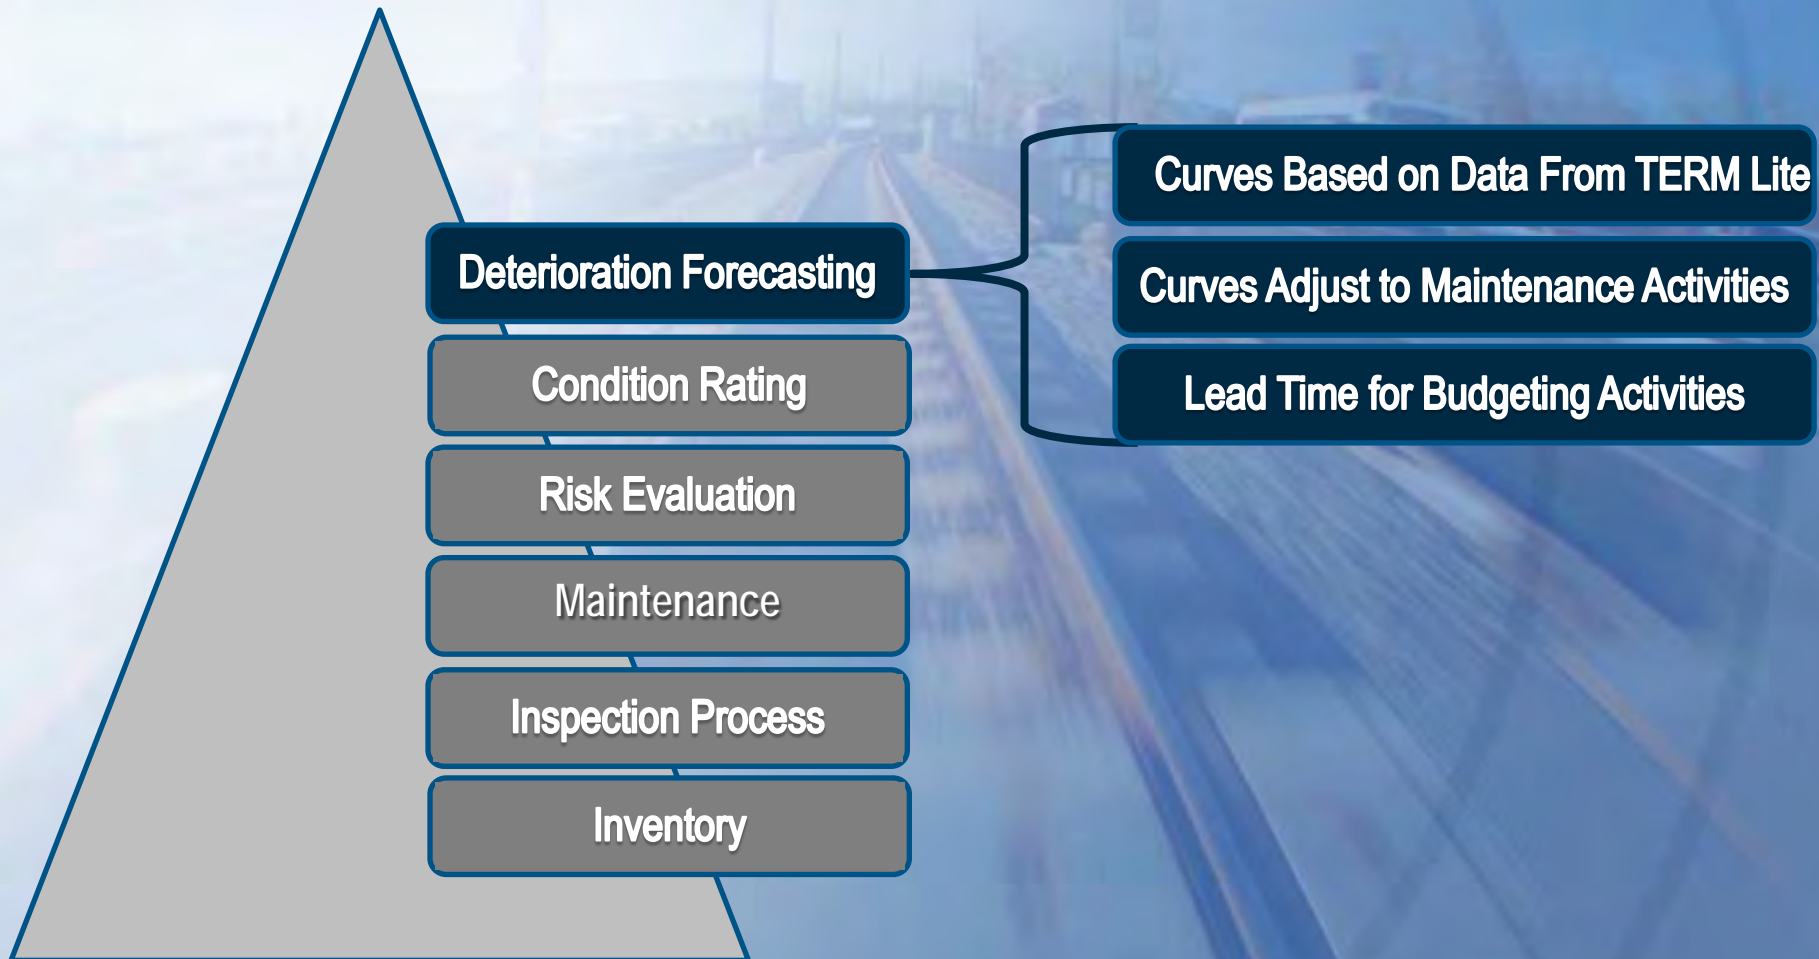 Deterioration Forecasting
Condition Rating
Risk Evaluation
Maintenance
Inspection Process
Inventory
Curves Based on Data From TERM Lite
Curves Adjust to Maintenance Activities
Lead Time for Budgeting Activities